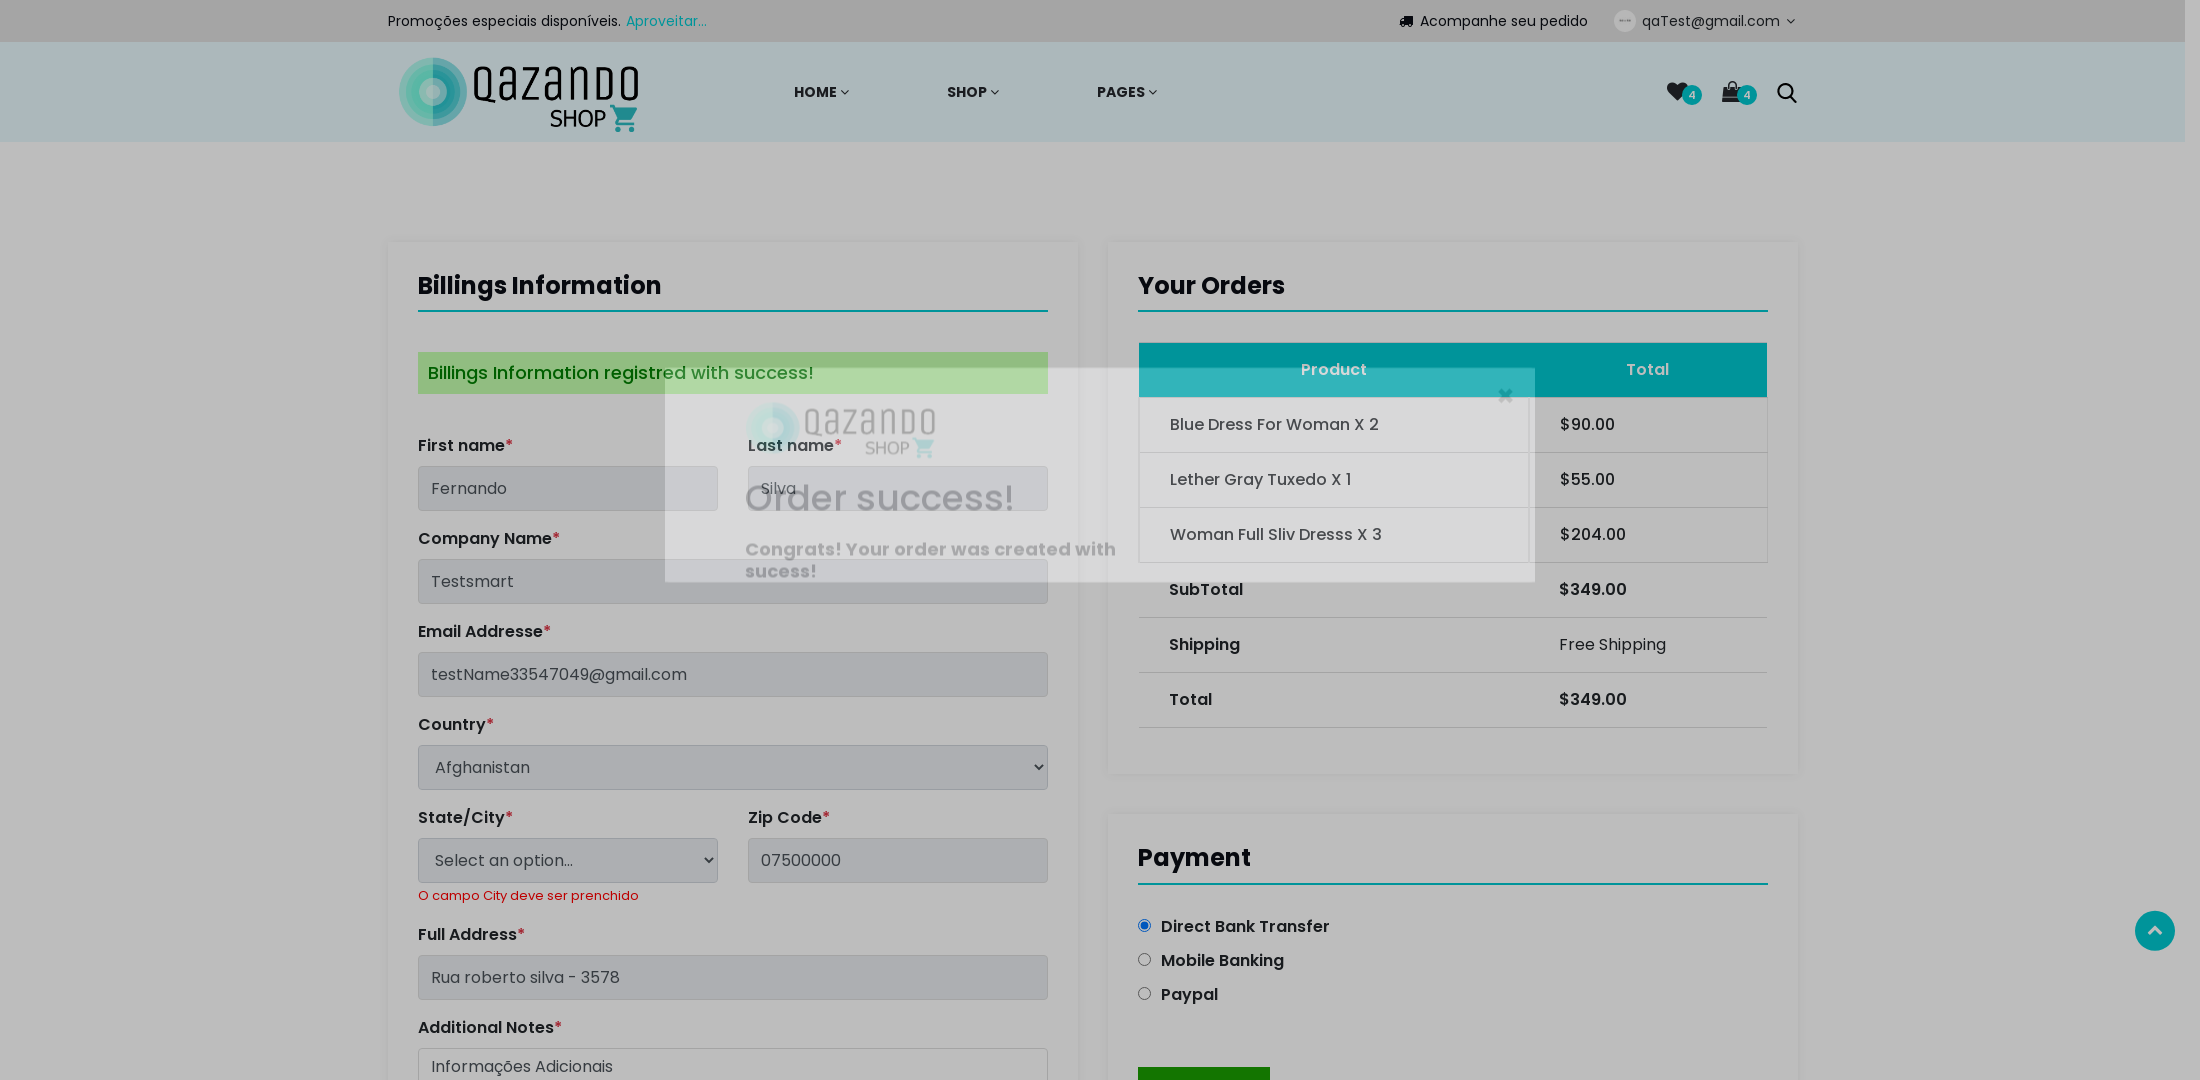 Promoções especiais disponíveis. Aproveitar...
Acompanhe seu pedido
qaTest@gmail.com
QAZANDO
SHOP
HOME
SHOP
PAGES
4
4
Billings Information
Billings Information registred with success!
First name*
Last name*
Fernando
Silva
Company Name*
Testsmart
Email Addresse*
testName33547049@gmail.com
Country*
Afghanistan
State/City*
Zip Code*
Select an option...
07500000
O campo City deve ser prenchido
Full Address*
Rua roberto silva - 3578
Additional Notes*
Informações Adicionais
QAZANDO
SHOP
Order success!
Congrats! Your order was created with
sucess!
Your Orders
Product Total
Blue Dress For Woman X 2 $90.00
Lether Gray Tuxedo X 1 $55.00
Woman Full Sliv Dresss X 3 $204.00
SubTotal $349.00
Shipping Free Shipping
Total $349.00
Payment
Direct Bank Transfer
Mobile Banking
Paypal